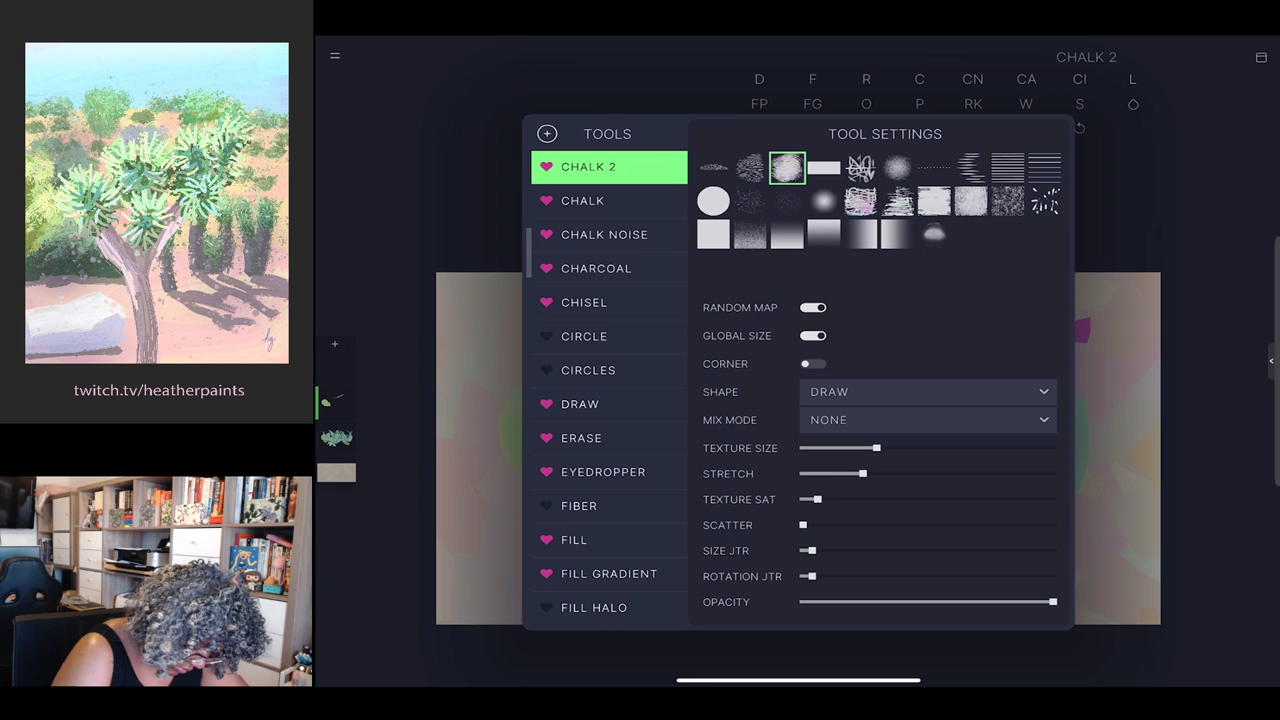 hg
twitch.tv/heatherpaints
CHALK 2
D F R C CN CA CI L
FP FG O P RK W S
TOOLS
CHALK 2
CHALK
CHALK NOISE
CHARCOAL
CHISEL
CIRCLE
CIRCLES
DRAW
ERASE
EYEDROPPER
FIBER
FILL
FILL GRADIENT
FILL HALO
TOOL SETTINGS
RANDOM MAP
GLOBAL SIZE
CORNER
SHAPE DRAW
MIX MODE NONE
TEXTURE SIZE
STRETCH
TEXTURE SAT
SCATTER
SIZE JTR
ROTATION JTR
OPACITY